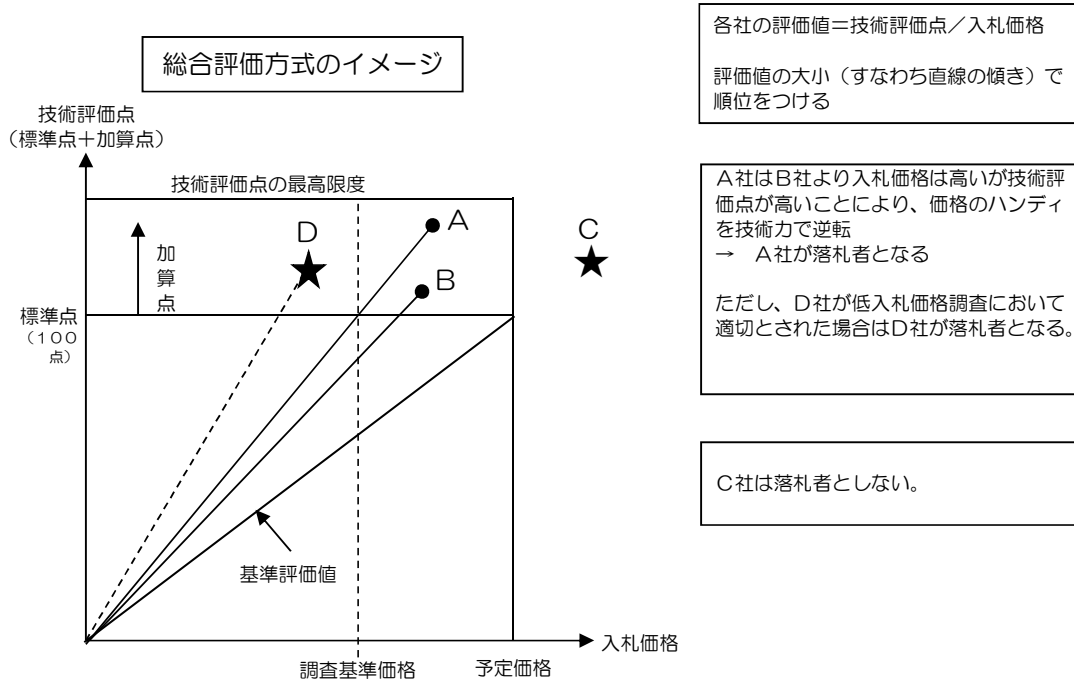 総合評価方式のイメージ
各社の評価値＝技術評価点／入札価格
評価値の大小（すなわち直線の傾き）で
順位をつける
技術評価点
（標準点＋加算点）
技術評価点の最高限度
A社はB社より入札価格は高いが技術評
価点が高いことにより、価格のハンディ
を技術力で逆転
→　A社が落札者となる
ただし、D社が低入札価格調査において
適切とされた場合はD社が落札者となる。
D
A
C
B
加
算
点
標準点
（１００
点）
C社は落札者としない。
基準評価値
入札価格
調査基準価格
予定価格